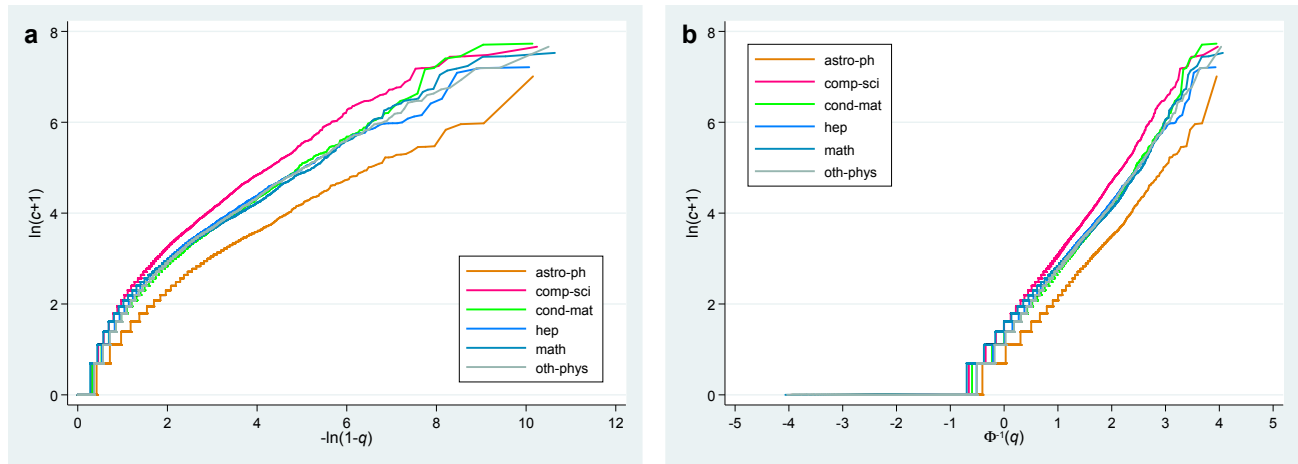 a
ln(c+1)
8
6
4
2
0
0 2 4 6 8 10 12
-ln(1-q)
astro-ph
comp-sci
cond-mat
hep
math
oth-phys
b
ln(c+1)
8
6
4
2
0
-5 -4 -3 -2 -1 0 1 2 3 4 5
Φ⁻¹(q)
astro-ph
comp-sci
cond-mat
hep
math
oth-phys